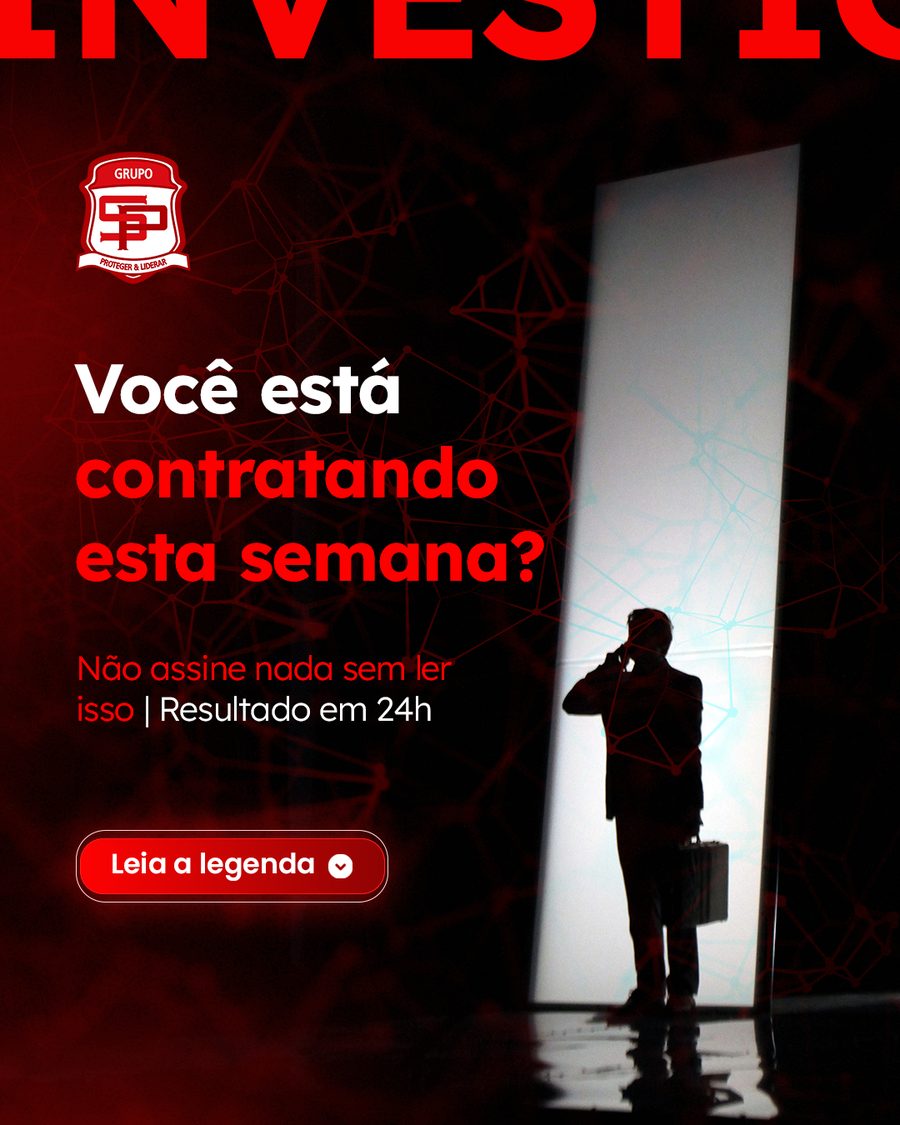 INVESTIG
GRUPO
SP
PROTEGER & LIDERAR
Você está
contratando
esta semana?
Não assine nada sem ler
isso | Resultado em 24h
Leia a legenda